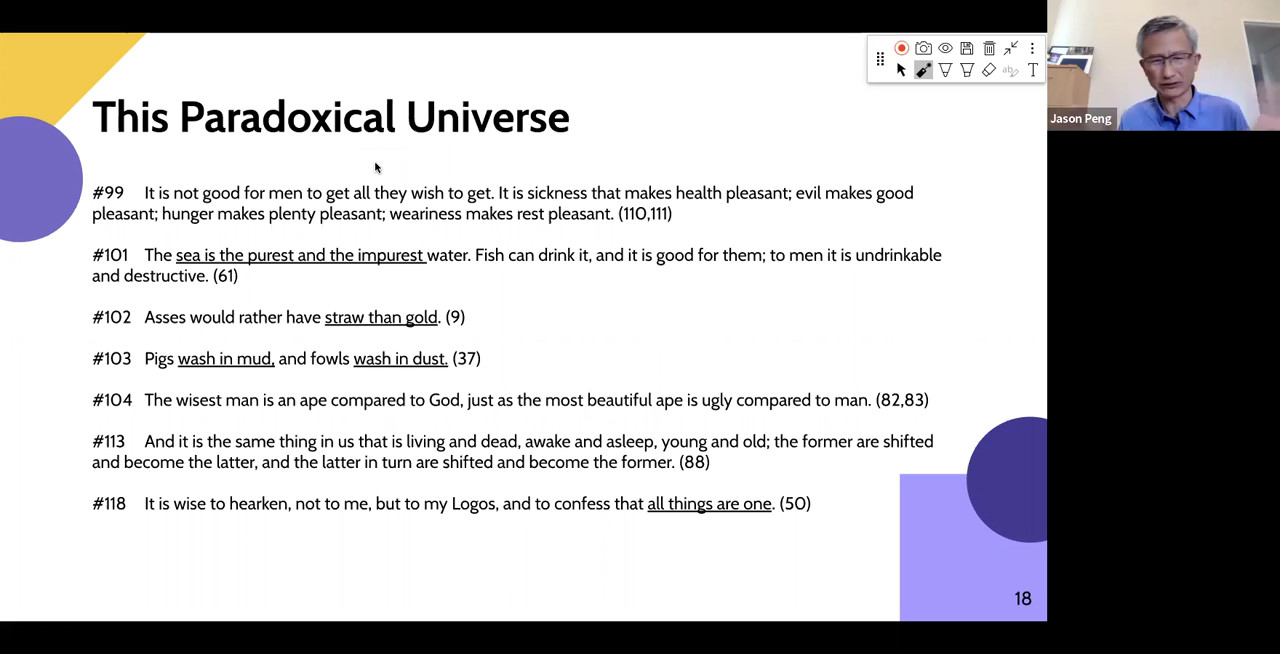 This Paradoxical Universe
#99 It is not good for men to get all they wish to get. It is sickness that makes health pleasant; evil makes good
pleasant; hunger makes plenty pleasant; weariness makes rest pleasant. (110,111)
#101 The sea is the purest and the impurest water. Fish can drink it, and it is good for them; to men it is undrinkable
and destructive. (61)
#102 Asses would rather have straw than gold. (9)
#103 Pigs wash in mud, and fowls wash in dust. (37)
#104 The wisest man is an ape compared to God, just as the most beautiful ape is ugly compared to man. (82,83)
#113 And it is the same thing in us that is living and dead, awake and asleep, young and old; the former are shifted
and become the latter, and the latter in turn are shifted and become the former. (88)
#118 It is wise to hearken, not to me, but to my Logos, and to confess that all things are one. (50)
18
ab
T
Jason Peng